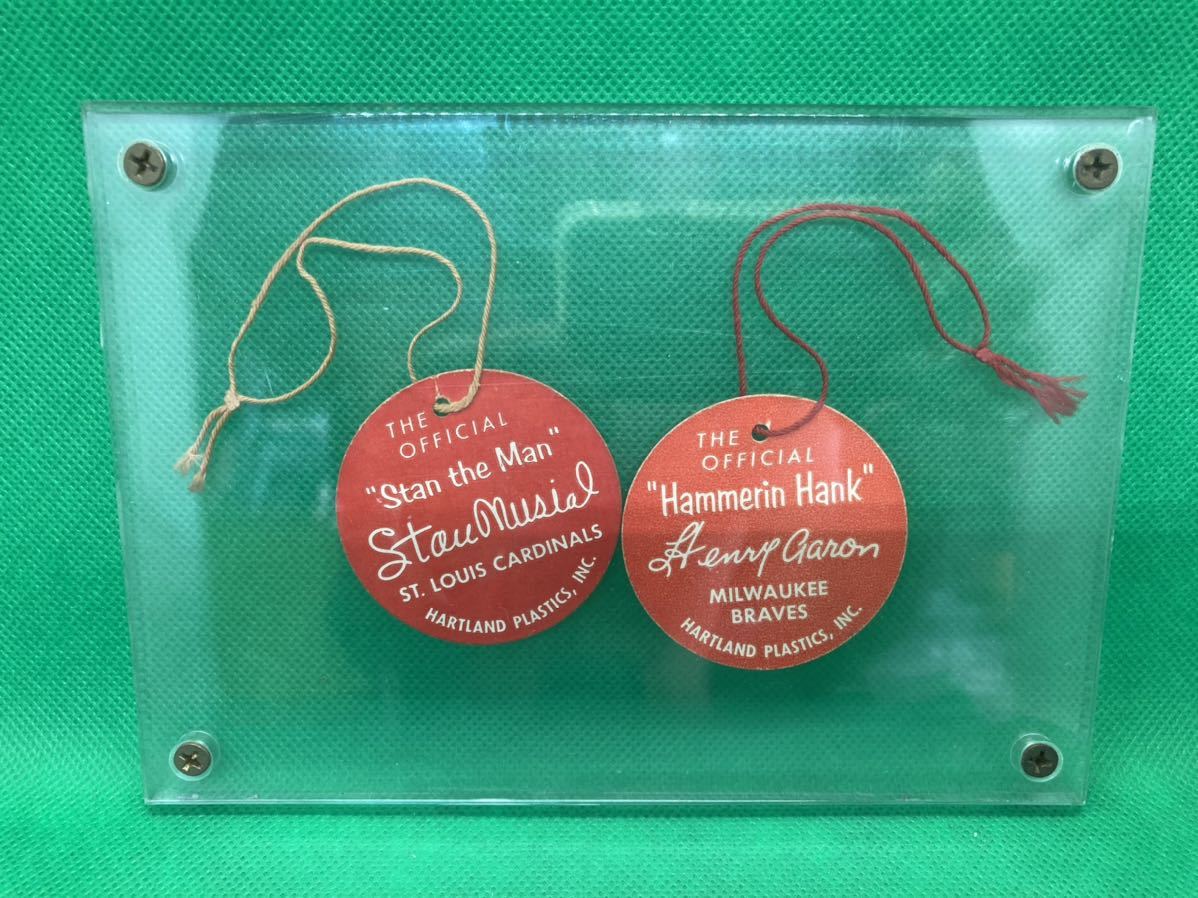 THE
OFFICIAL
"Stan the Man"
Stan Musial
ST. LOUIS CARDINALS
HARTLAND PLASTICS, INC.
THE
OFFICIAL
"Hammerin Hank"
Henry Aaron
MILWAUKEE
BRAVES
HARTLAND PLASTICS, INC.